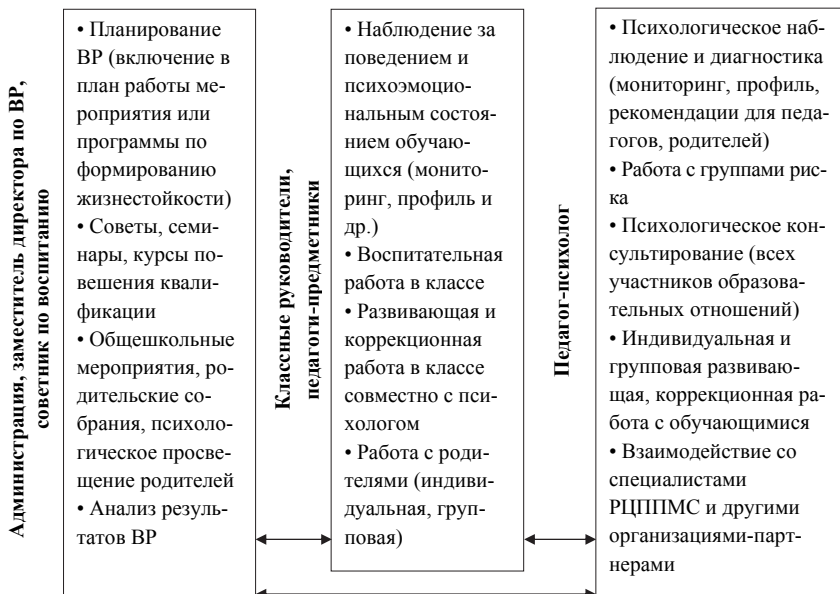 Администрация, заместитель директора по ВР,
советник по воспитанию
• Планирование
ВР (включение в
план работы ме-
роприятия или
программы по
формированию
жизнестойкости)
• Советы, семи-
нары, курсы по-
вешения квали-
фикации
• Общешкольные
мероприятия, ро-
дительские со-
брания, психоло-
гическое просве-
щение родителей
• Анализ резуль-
татов ВР
Классные руководители,
педагоги-предметники
• Наблюдение за
поведением и
психоэмоцио-
нальным состоя-
нием обучаю-
щихся (монито-
ринг, профиль и
др.)
• Воспитательная
работа в классе
• Развивающая и
коррекционная
работа в классе
совместно с пси-
хологом
• Работа с роди-
телями (индиви-
дуальная, груп-
повая)
Педагог-психолог
• Психологическое наб-
людение и диагностика
(мониторинг, профиль,
рекомендации для педа-
гогов, родителей)
• Работа с группами рис-
ка
• Психологическое кон-
сультирование (всех
участников образова-
тельных отношений)
• Индивидуальная и
групповая развиваю-
щая, коррекционная ра-
бота с обучающимися
• Взаимодействие со
специалистами
РЦППМС и другими
организациями-парт-
нерами